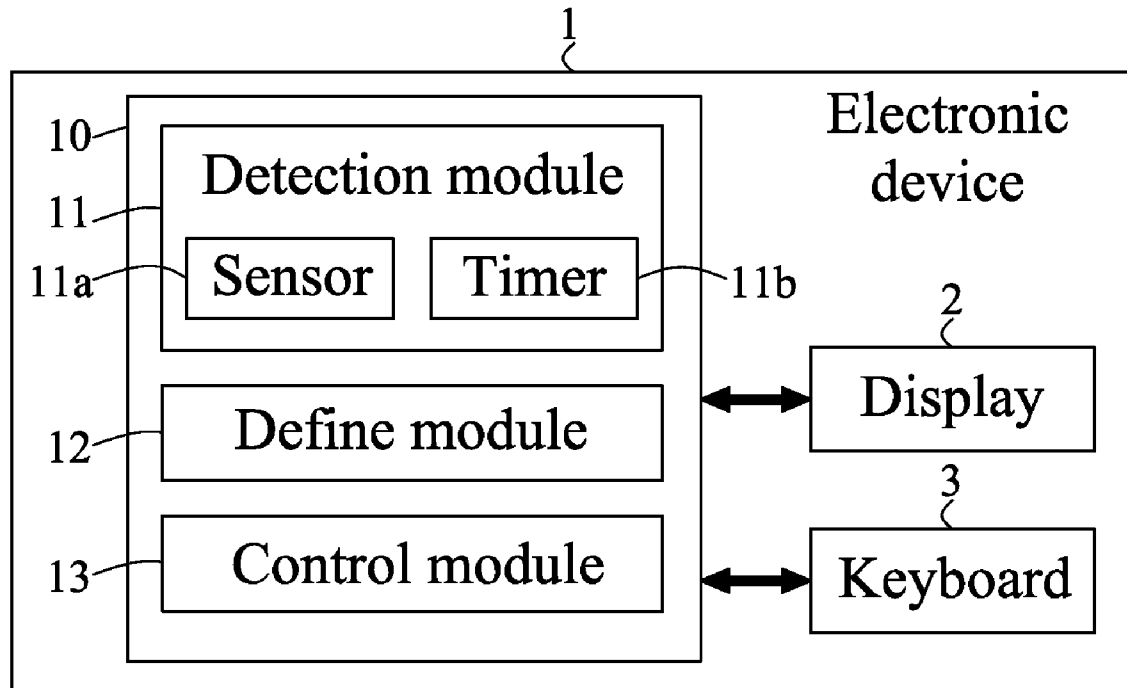 1
Electronic
device
10
Detection module
11
11a
Sensor
Timer
11b
2
Display
12
Define module
3
Keyboard
13
Control module